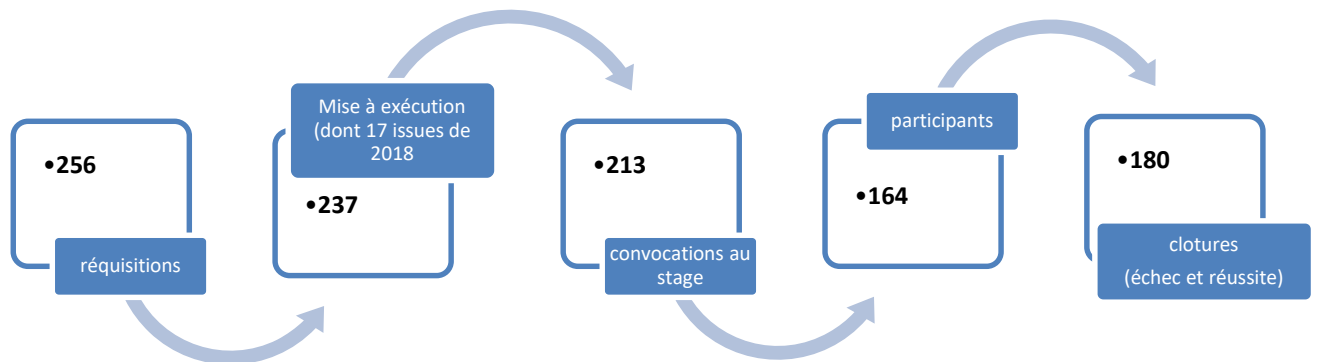 •256
réquisitions
Mise à exécution
(dont 17 issues de
2018
•237
•213
convocations au
stage
participants
•164
•180
clotures
(échec et réussite)